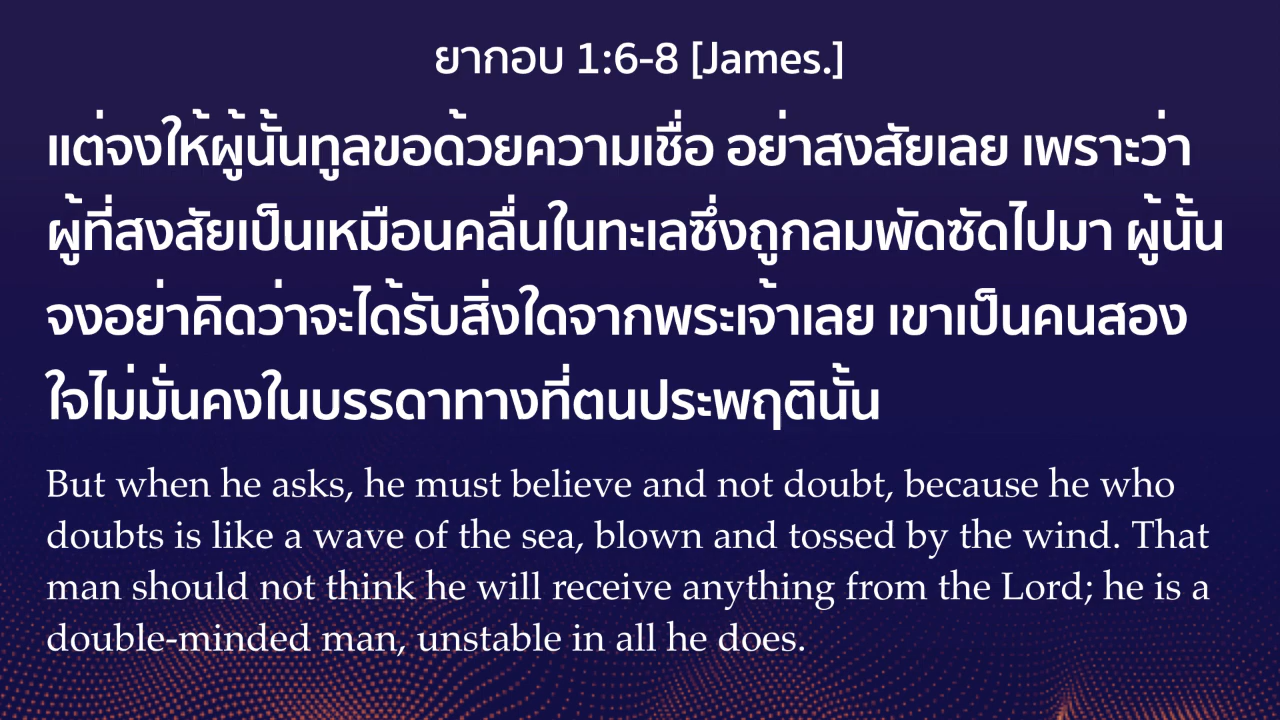 ยากอบ 1:6-8 [James.]
แต่จงให้ผู้นั้นทูลขอด้วยความเชื่อ อย่าสงสัยเลย เพราะว่า
ผู้ที่สงสัยเป็นเหมือนคลื่นในทะเลซึ่งถูกลมพัดซัดไปมา ผู้นั้น
จงอย่าคิดว่าจะได้รับสิ่งใดจากพระเจ้าเลย เขาเป็นคนสอง
ใจไม่มั่นคงในบรรดาทางที่ตนประพฤตินั้น
But when he asks, he must believe and not doubt, because he who
doubts is like a wave of the sea, blown and tossed by the wind. That
man should not think he will receive anything from the Lord; he is a
double-minded man, unstable in all he does.